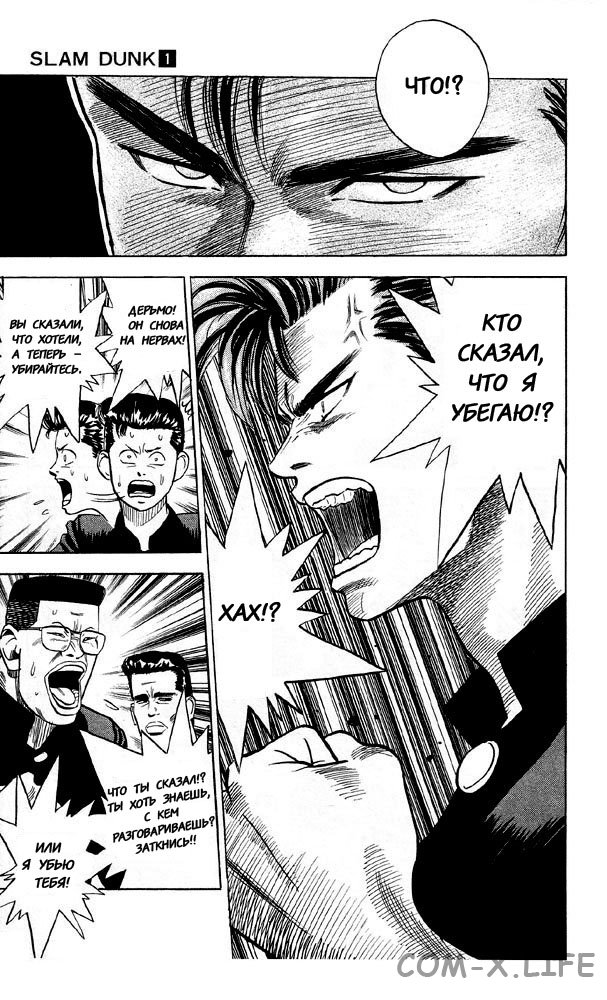 SLAM DUNK 1
ЧТО!?
КТО
СКАЗАЛ,
ЧТО Я
УБЕГАЮ!?
ХАХ!?
ДЕРЬМО!
ОН СНОВА
НА НЕРВАХ!
ВЫ СКАЗАЛИ,
ЧТО ХОТЕЛИ,
А ТЕПЕРЬ –
УБИРАЙТЕСЬ.
ЧТО ТЫ СКАЗАЛ!?
ТЫ ХОТЬ ЗНАЕШЬ,
С КЕМ
РАЗГОВАРИВАЕШЬ?
ЗАТКНИСЬ!!
ИЛИ
Я УБЬЮ
ТЕБЯ!
COM-X.LIFE